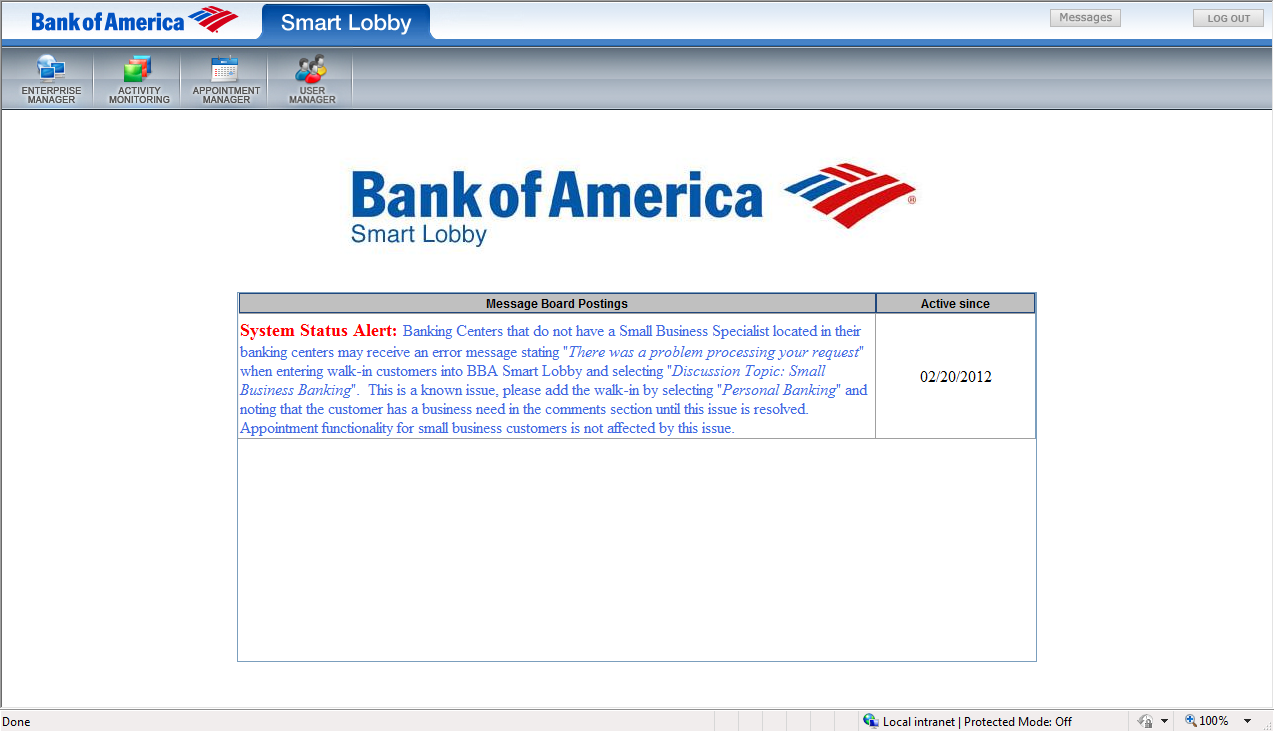 Bank of America
Smart Lobby
Messages
LOG OUT
ENTERPRISE
MANAGER
ACTIVITY
MONITORING
APPOINTMENT
MANAGER
USER
MANAGER
Bank of America ®
Smart Lobby
Message Board Postings
Active since
System Status Alert: Banking Centers that do not have a Small Business Specialist located in their
banking centers may receive an error message stating "There was a problem processing your request"
when entering walk-in customers into BBA Smart Lobby and selecting "Discussion Topic: Small
Business Banking".  This is a known issue, please add the walk-in by selecting "Personal Banking" and
noting that the customer has a business need in the comments section until this issue is resolved.
Appointment functionality for small business customers is not affected by this issue.
02/20/2012
Done
Local intranet | Protected Mode: Off
100%